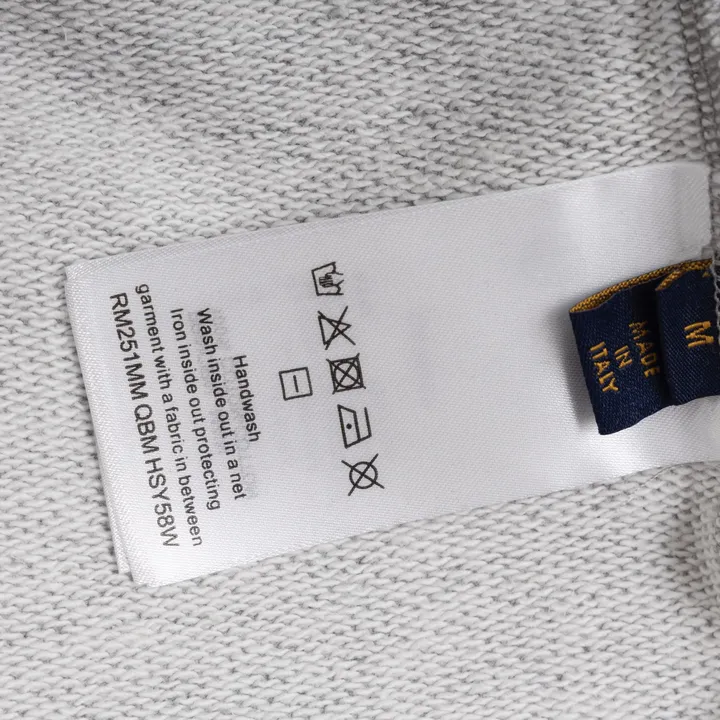 Handwash
Wash inside out in a net
Iron inside out protecting
garment with a fabric in between
RM251MM QBM HSY58W
MADE
IN
ITALY
M